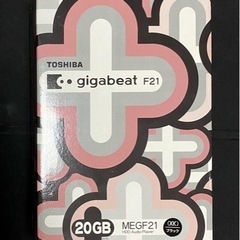 TOSHIBA
gigabeat F21
20GB
MEGF21
HDD Audio Player
ブラック